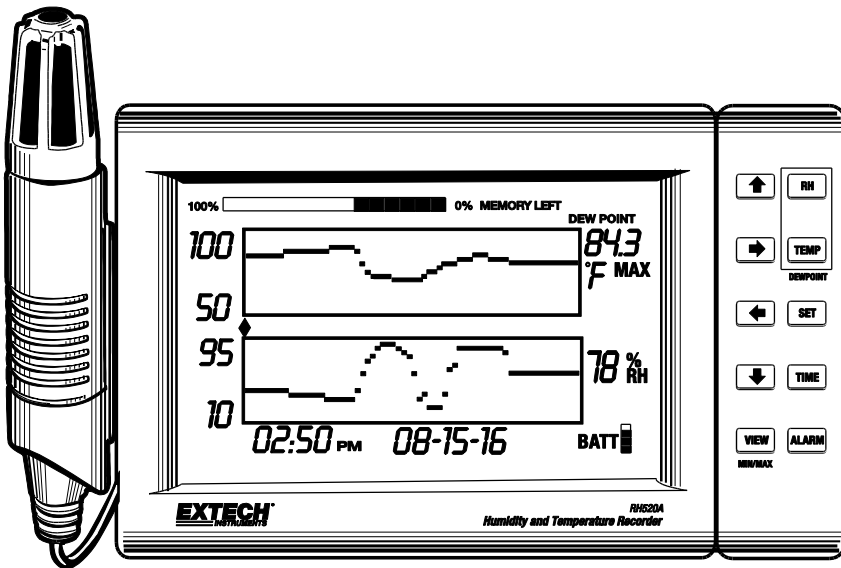 100% 0% MEMORY LEFT
DEW POINT
100 84.3
°F MAX
50
95 78 % RH
10
02:50 PM 08-15-16 BATT
EXTECH
INSTRUMENTS
RH520A
Humidity and Temperature Recorder
RH
TEMP
DEWPOINT
SET
TIME
VIEW ALARM
MIN/MAX